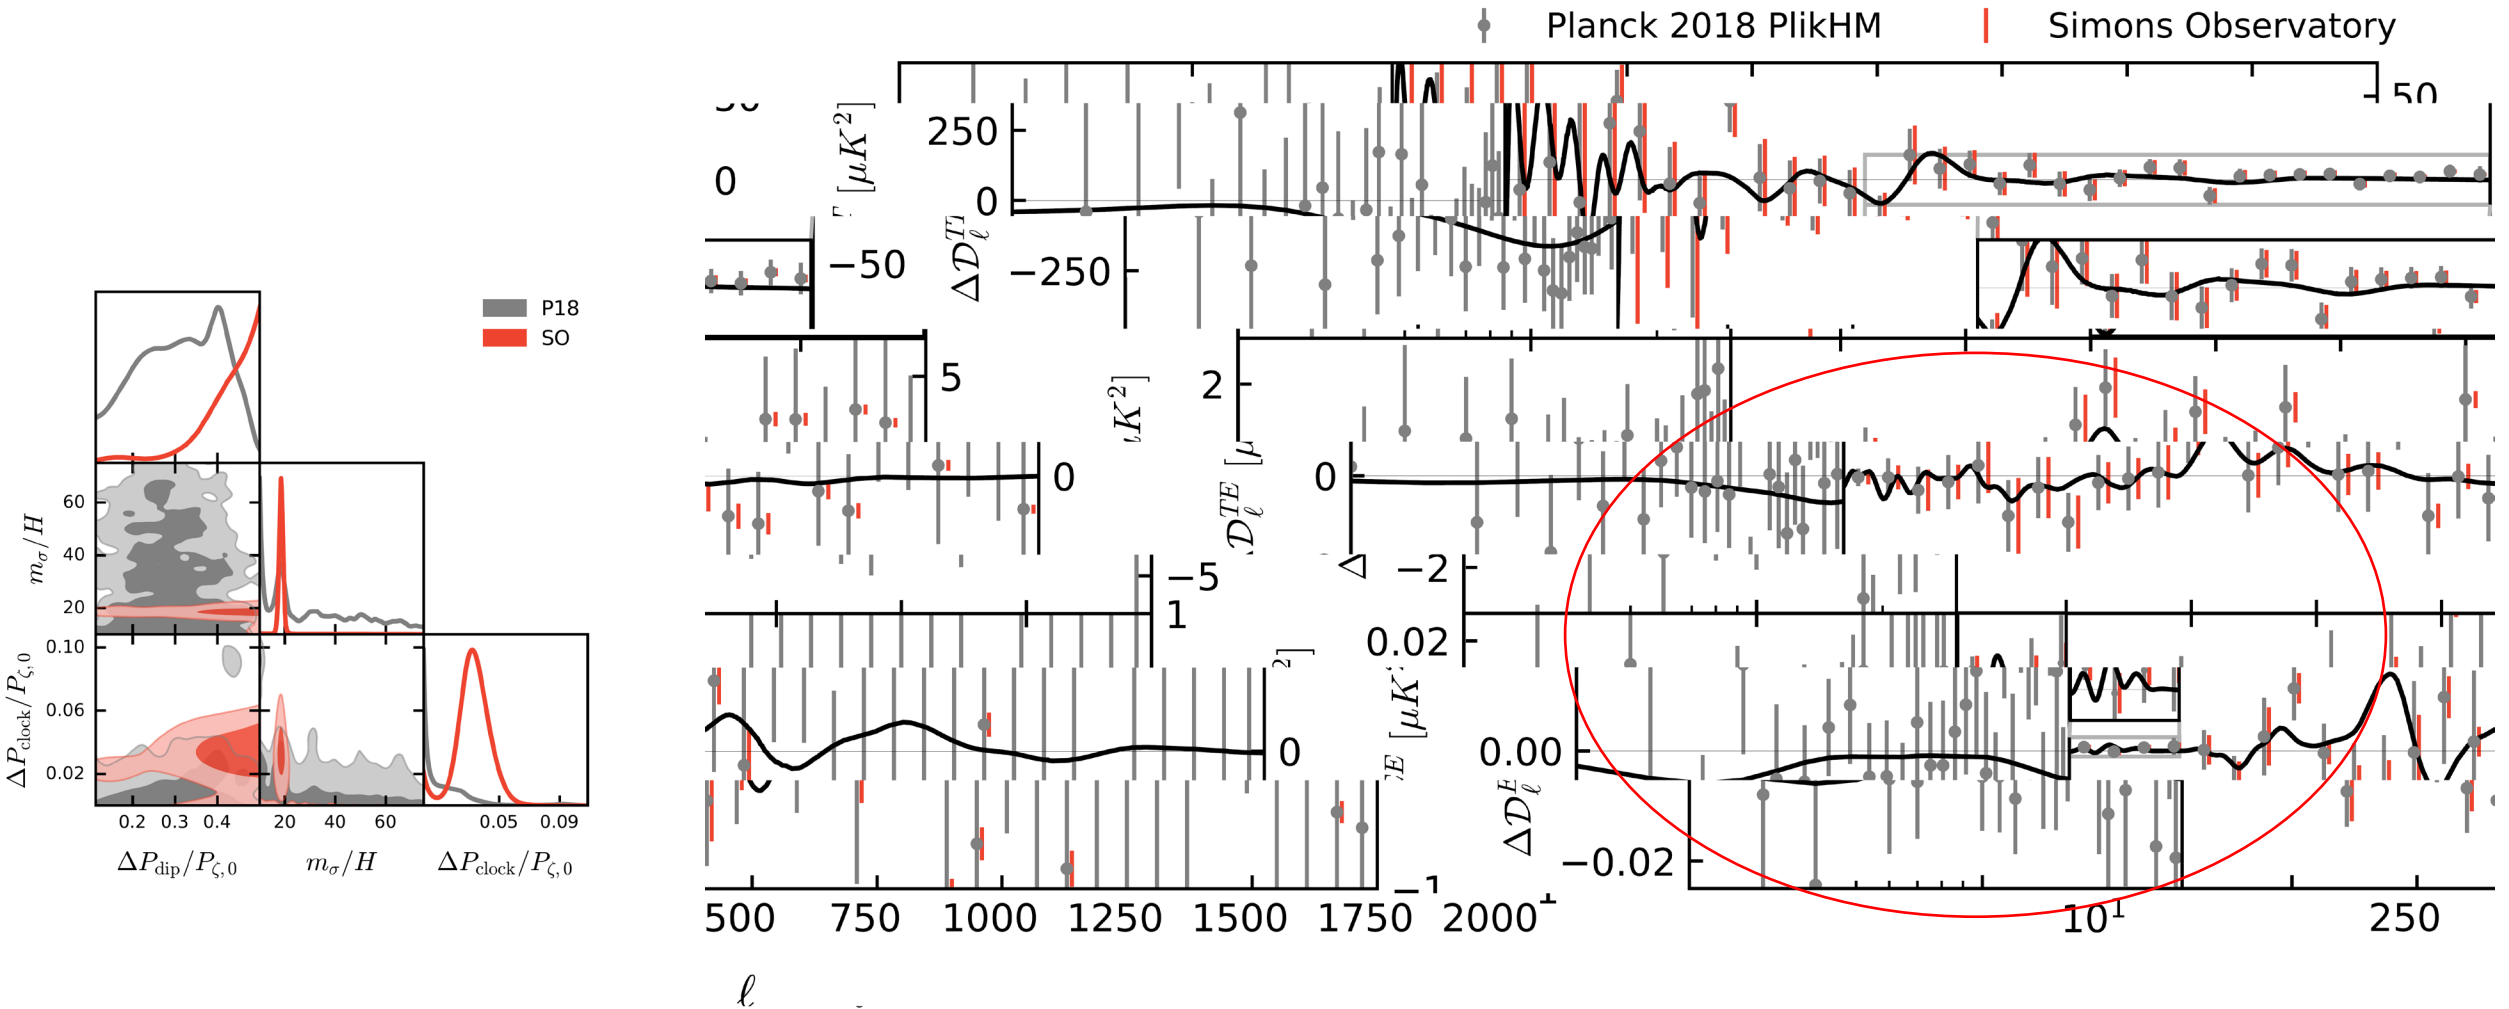 Planck 2018 PlikHM
Simons Observatory
50
[μK²]
250
0
0
−50
−250
P18
SO
5
2
0
0
−5
−2
1
0.02
0
0.00
−0.02
−1
60
40
20
m_σ/H
0.10
0.06
0.02
ΔP_clock/P_ζ,0
0.2 0.3 0.4 20 40 60 0.05 0.09
ΔP_dip/P_ζ,0 m_σ/H ΔP_clock/P_ζ,0
500 750 1000 1250 1500 1750 2000 10¹ 250
ℓ